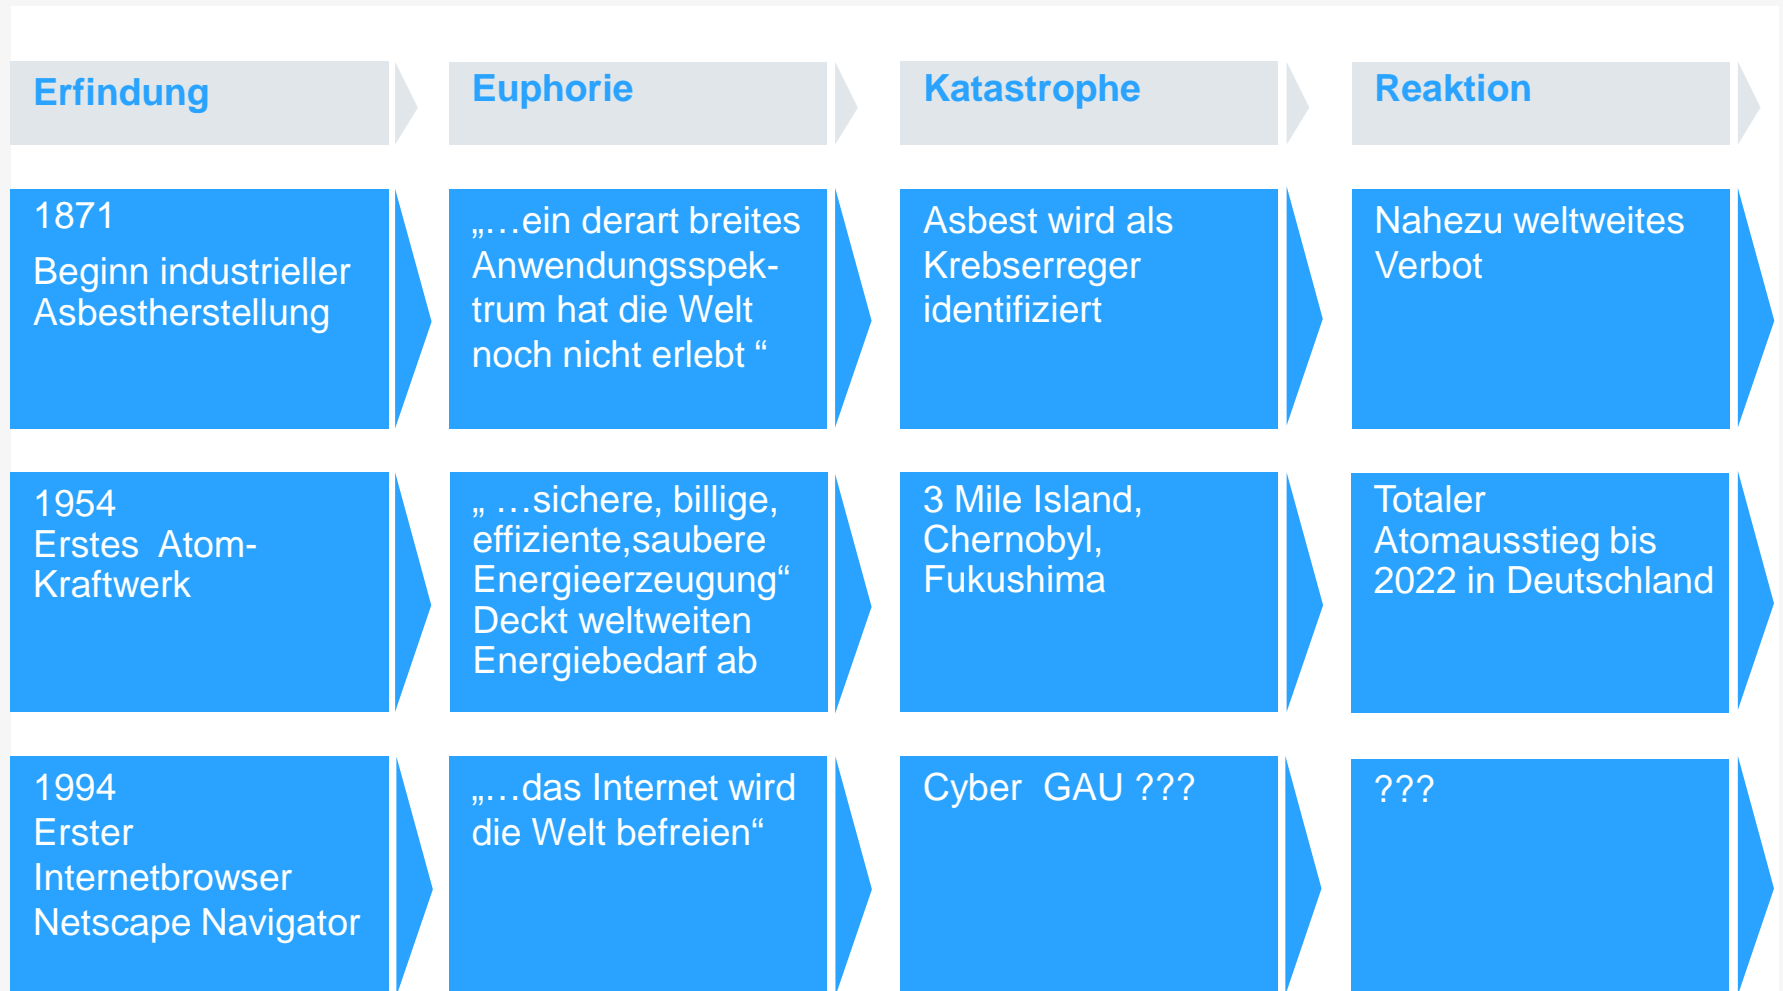 Erfindung
Euphorie
Katastrophe
Reaktion
1871
Beginn industrieller
Asbestherstellung
„…ein derart breites
Anwendungsspek-
trum hat die Welt
noch nicht erlebt “
Asbest wird als
Krebserreger
identifiziert
Nahezu weltweites
Verbot
1954
Erstes  Atom-
Kraftwerk
„ …sichere, billige,
effiziente,saubere
Energieerzeugung“
Deckt weltweiten
Energiebedarf ab
3 Mile Island,
Chernobyl,
Fukushima
Totaler
Atomausstieg bis
2022 in Deutschland
1994
Erster
Internetbrowser
Netscape Navigator
„…das Internet wird
die Welt befreien“
Cyber  GAU ???
???